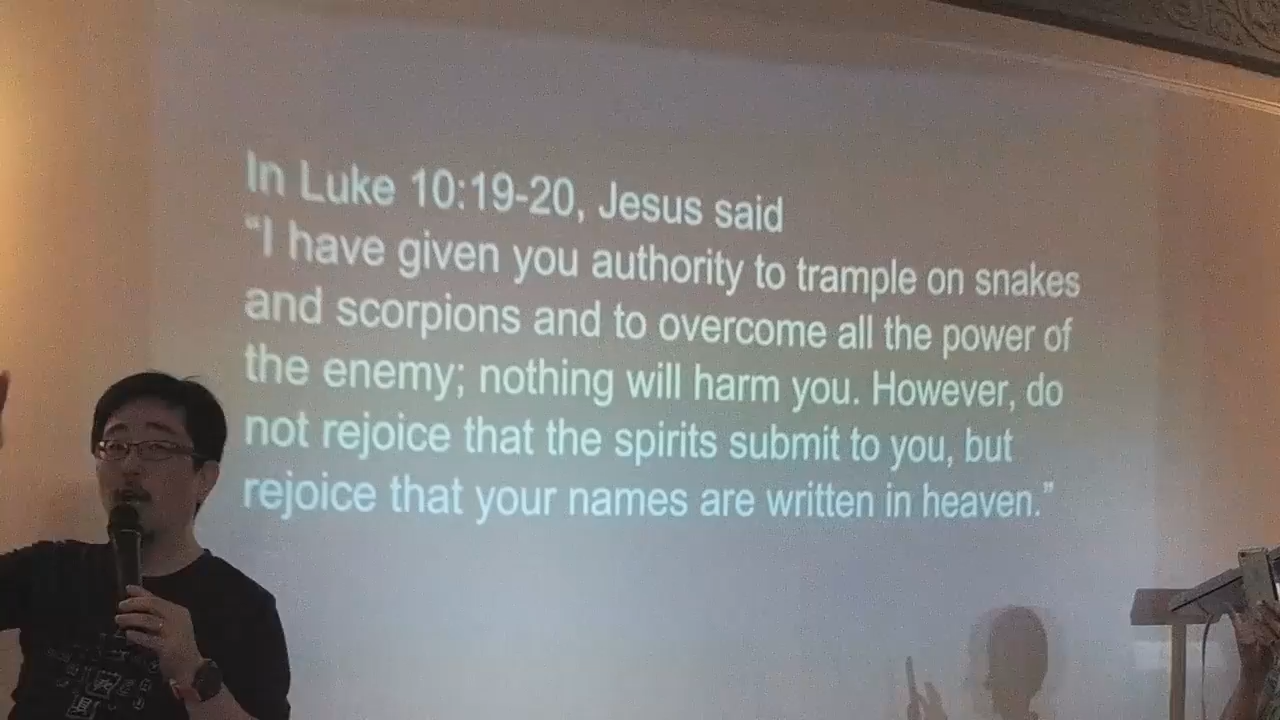 In Luke 10:19-20, Jesus said
“I have given you authority to trample on snakes
and scorpions and to overcome all the power of
the enemy; nothing will harm you. However, do
not rejoice that the spirits submit to you, but
rejoice that your names are written in heaven.”